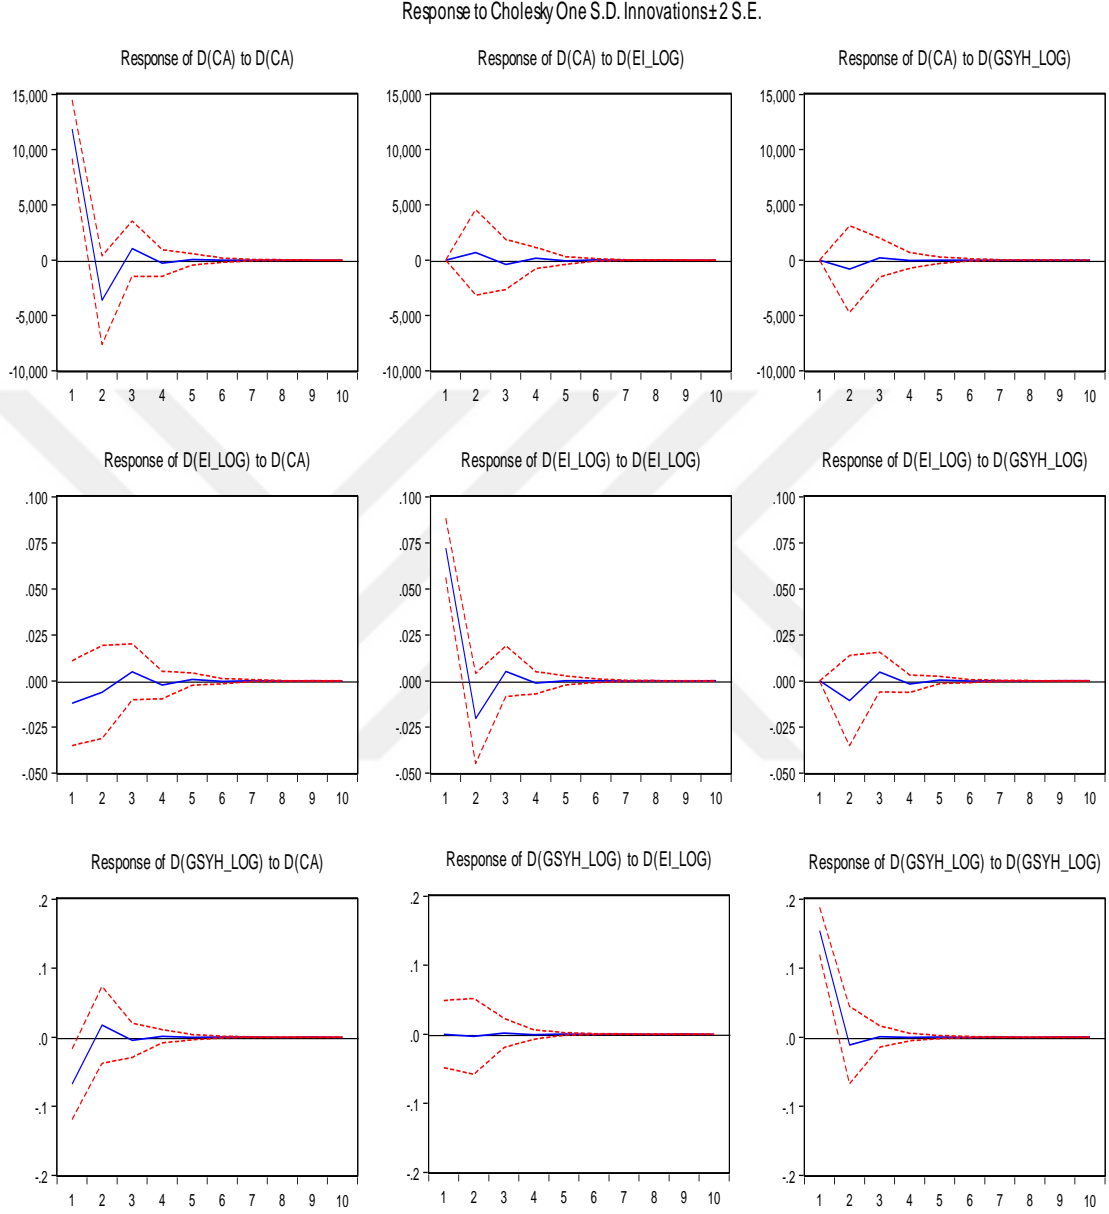 Response to Cholesky One S.D. Innovations ± 2 S.E.
Response of D(CA) to D(CA)
15,000
10,000
5,000
0
-5,000
-10,000
1 2 3 4 5 6 7 8 9 10
Response of D(CA) to D(EI_LOG)
15,000
10,000
5,000
0
-5,000
-10,000
1 2 3 4 5 6 7 8 9 10
Response of D(CA) to D(GSYH_LOG)
15,000
10,000
5,000
0
-5,000
-10,000
1 2 3 4 5 6 7 8 9 10
Response of D(EI_LOG) to D(CA)
.100
.075
.050
.025
.000
-.025
-.050
1 2 3 4 5 6 7 8 9 10
Response of D(EI_LOG) to D(EI_LOG)
.100
.075
.050
.025
.000
-.025
-.050
1 2 3 4 5 6 7 8 9 10
Response of D(EI_LOG) to D(GSYH_LOG)
.100
.075
.050
.025
.000
-.025
-.050
1 2 3 4 5 6 7 8 9 10
Response of D(GSYH_LOG) to D(CA)
.2
.1
.0
-.1
-.2
1 2 3 4 5 6 7 8 9 10
Response of D(GSYH_LOG) to D(EI_LOG)
.2
.1
.0
-.1
-.2
1 2 3 4 5 6 7 8 9 10
Response of D(GSYH_LOG) to D(GSYH_LOG)
.2
.1
.0
-.1
-.2
1 2 3 4 5 6 7 8 9 10